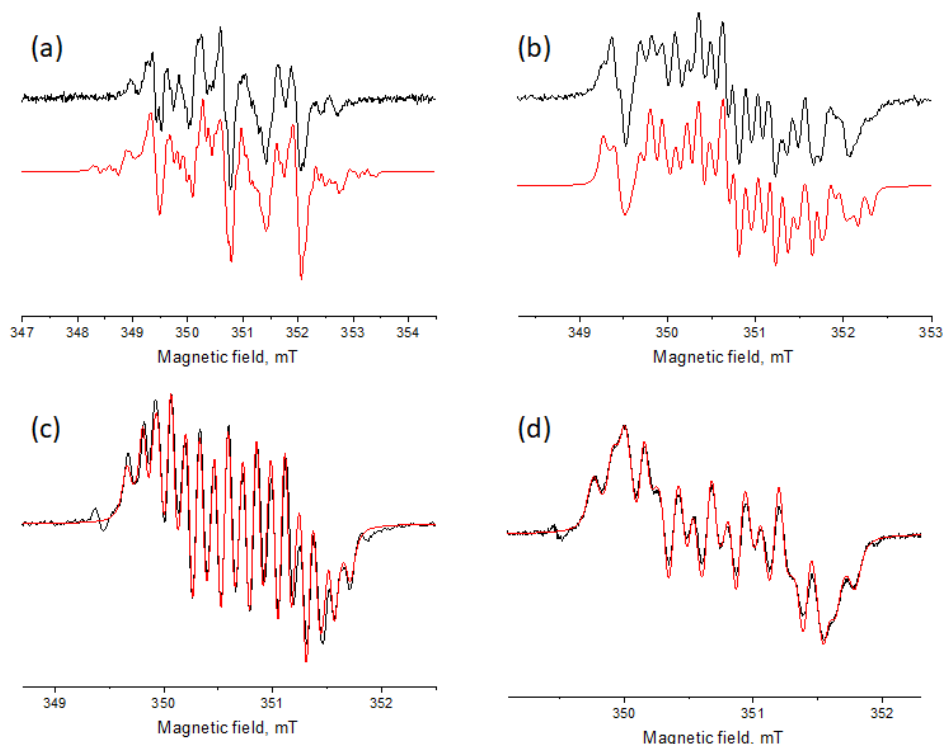 (a)
(b)
347 348 349 350 351 352 353 354
349 350 351 352 353
Magnetic field, mT
Magnetic field, mT
(c)
(d)
349 350 351 352
350 351 352
Magnetic field, mT
Magnetic field, mT